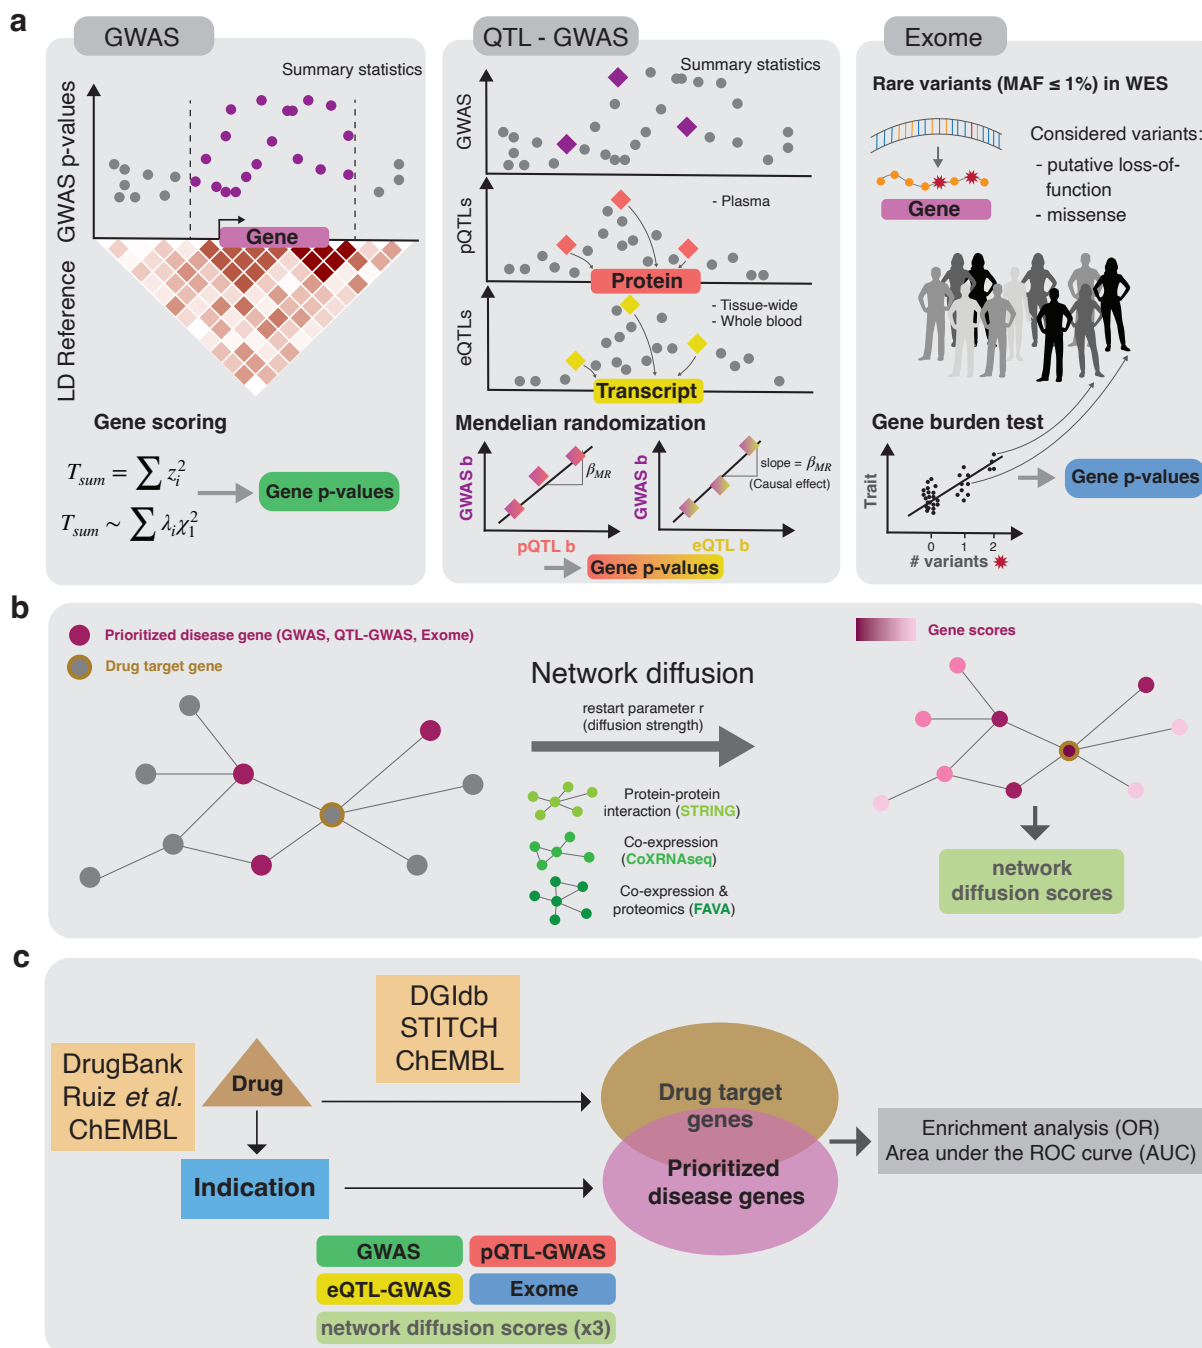 a
GWAS
Summary statistics
GWAS p-values
Gene
LD Reference
Gene scoring
T_sum = ∑ z_i^2
T_sum ~ ∑ λ_i χ_1^2
Gene p-values
QTL - GWAS
Summary statistics
GWAS
pQTLs
- Plasma
Protein
eQTLs
- Tissue-wide
- Whole blood
Transcript
Mendelian randomization
GWAS b
β_MR
pQTL b
GWAS b
slope = β_MR
(Causal effect)
eQTL b
Gene p-values
Exome
Rare variants (MAF ≤ 1%) in WES
Considered variants:
- putative loss-of-
function
- missense
Gene
Gene burden test
Trait
0 1 2
# variants
Gene p-values
b
Prioritized disease gene (GWAS, QTL-GWAS, Exome)
Drug target gene
Network diffusion
restart parameter r
(diffusion strength)
Protein-protein
interaction (STRING)
Co-expression
(CoXRNAseq)
Co-expression &
proteomics (FAVA)
Gene scores
network
diffusion scores
c
DrugBank
Ruiz et al.
ChEMBL
Drug
Indication
DGIdb
STITCH
ChEMBL
Drug target
genes
Prioritized
disease genes
Enrichment analysis (OR)
Area under the ROC curve (AUC)
GWAS
pQTL-GWAS
eQTL-GWAS
Exome
network diffusion scores (x3)